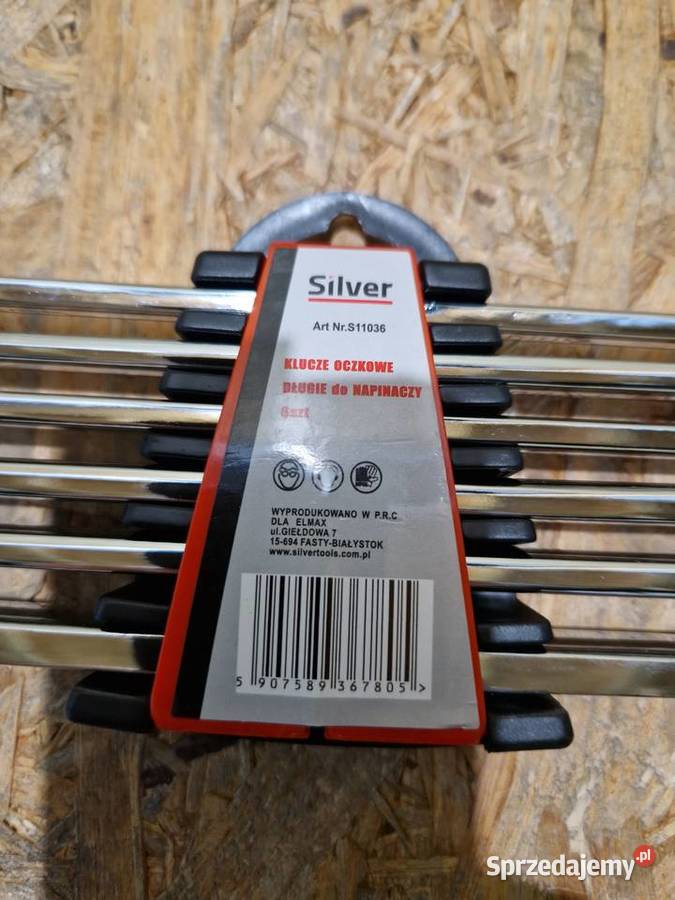 Silver
Art Nr.S11036
KLUCZE OCZKOWE
DŁUGIE do NAPINACZY
6szt
WYPRODUKOWANO W P.R.C
DLA ELMAX
ul.GIEŁDOWA 7
15-694 FASTY-BIAŁYSTOK
www.silvertools.com.pl
5 907589 367805 >
Sprzedajemy.pl